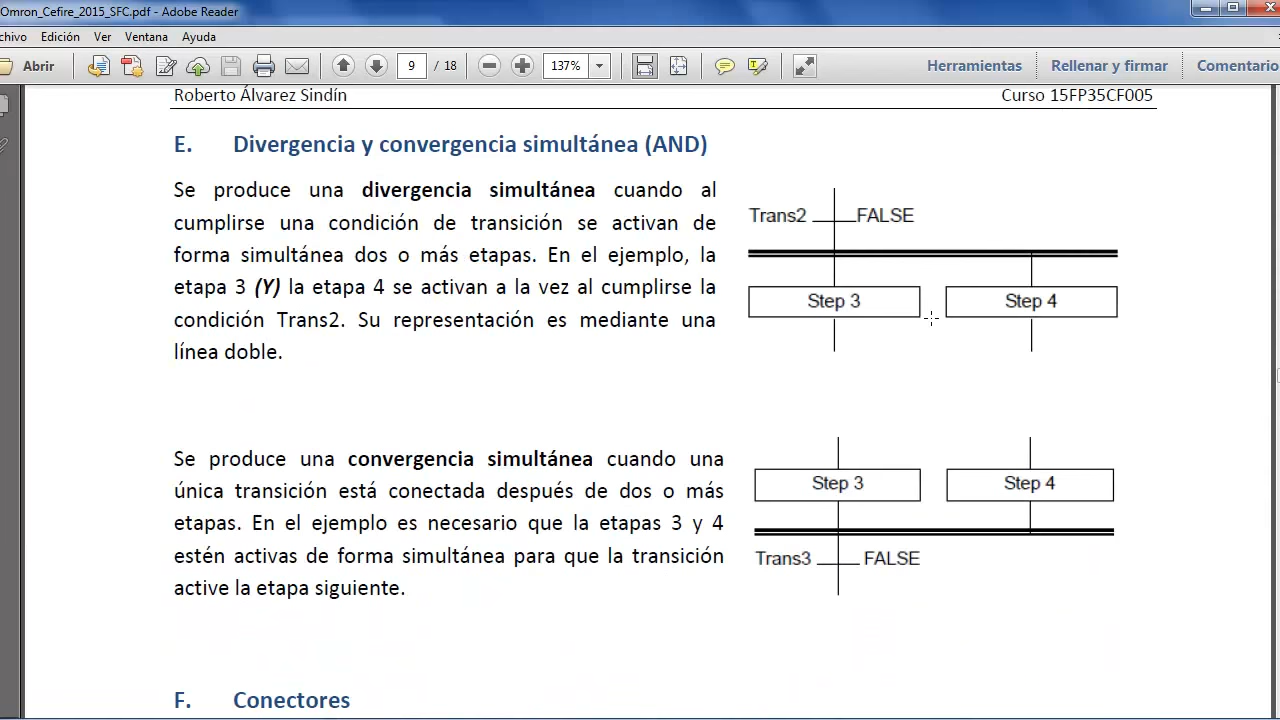 Omron_Cefire_2015_SFC.pdf - Adobe Reader
chivo Edición Ver Ventana Ayuda
Abrir 9 / 18 137% Herramientas Rellenar y firmar Comentario
Roberto Álvarez Sindín Curso 15FP35CF005
E. Divergencia y convergencia simultánea (AND)
Se produce una divergencia simultánea cuando al
cumplirse una condición de transición se activan de
forma simultánea dos o más etapas. En el ejemplo, la
etapa 3 (Y) la etapa 4 se activan a la vez al cumplirse la
condición Trans2. Su representación es mediante una
línea doble.
Trans2 FALSE
Step 3 Step 4
Se produce una convergencia simultánea cuando una
única transición está conectada después de dos o más
etapas. En el ejemplo es necesario que la etapas 3 y 4
estén activas de forma simultánea para que la transición
active la etapa siguiente.
Step 3 Step 4
Trans3 FALSE
F. Conectores